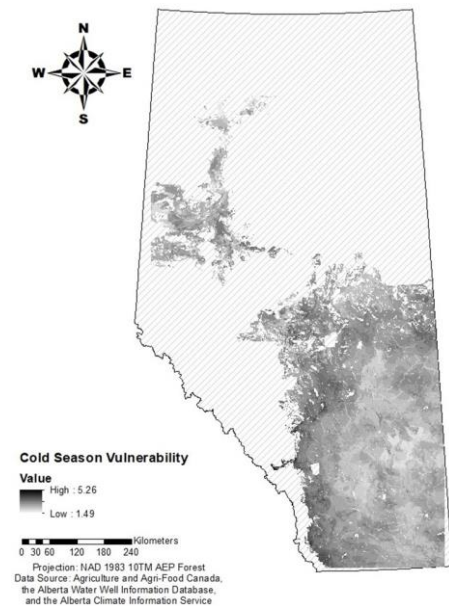 N
W E
S
Cold Season Vulnerability
Value
High : 5.26
Low : 1.49
Kilometers
0 30 60 120 180 240
Projection: NAD 1983 10TM AEP Forest
Data Source: Agriculture and Agri-Food Canada,
the Alberta Water Well Information Database,
and the Alberta Climate Information Service